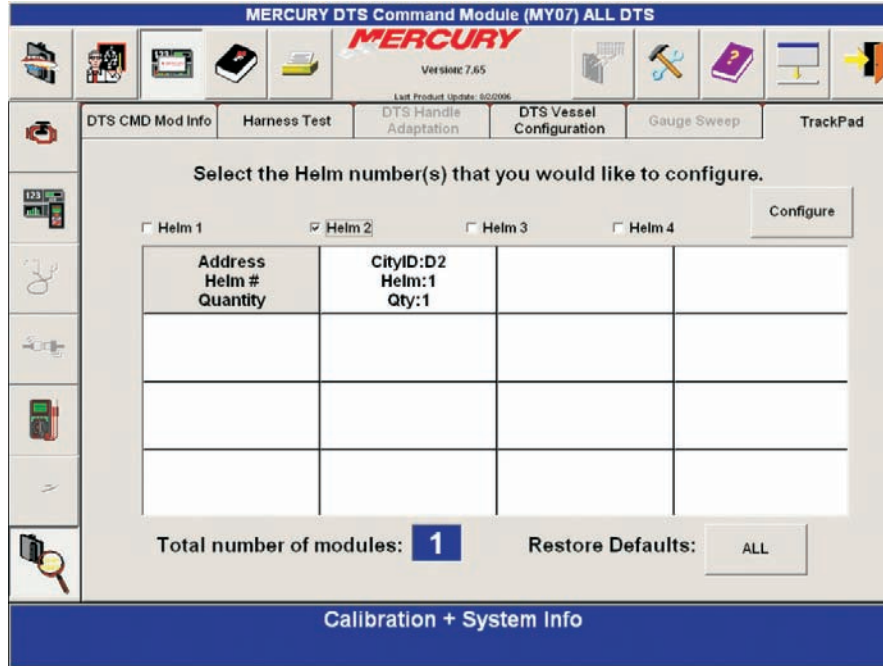 MERCURY DTS Command Module (MY07) ALL DTS
MERCURY
Version: 7.65
Last Product Update: 8/2/2006
DTS CMD Mod Info
Harness Test
DTS Handle
Adaptation
DTS Vessel
Configuration
Gauge Sweep
TrackPad
Select the Helm number(s) that you would like to configure.
Configure
Helm 1
Helm 2
Helm 3
Helm 4
Address
Helm #
Quantity
CityID:D2
Helm:1
Qty:1
123
Total number of modules: 1
Restore Defaults:
ALL
Calibration + System Info